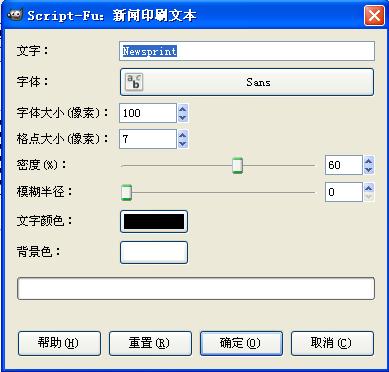 Script-Fu：新闻印刷文本
文字： Newsprint
字体： abc Sans
字体大小(像素)： 100
格点大小(像素)： 7
密度(%)： 60
模糊半径： 0
文字颜色：
背景色：
帮助(H) 重置(R) 确定(O) 取消(C)